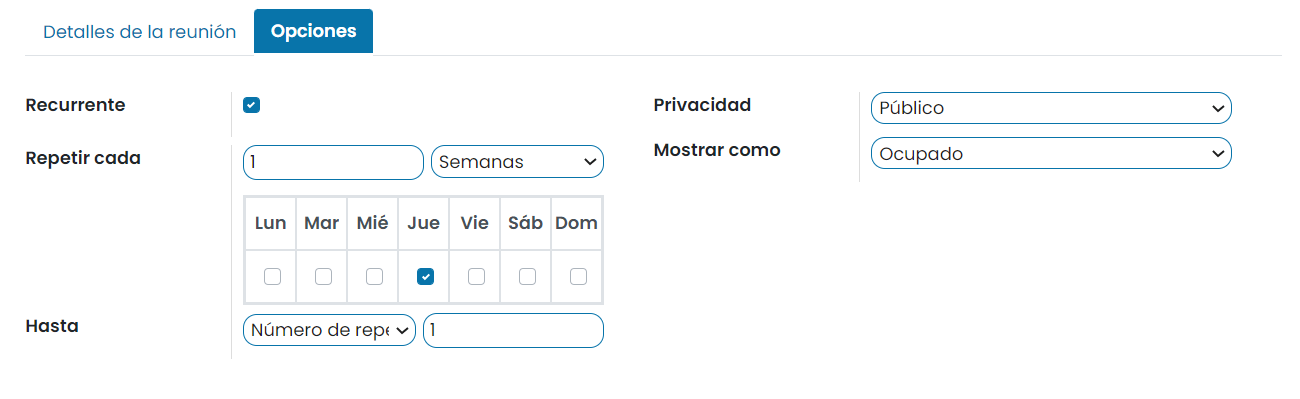 Detalles de la reunión Opciones
Recurrente
Privacidad Público
Repetir cada 1 Semanas
Mostrar como Ocupado
Lun Mar Mié Jue Vie Sáb Dom
Hasta Número de repe 1